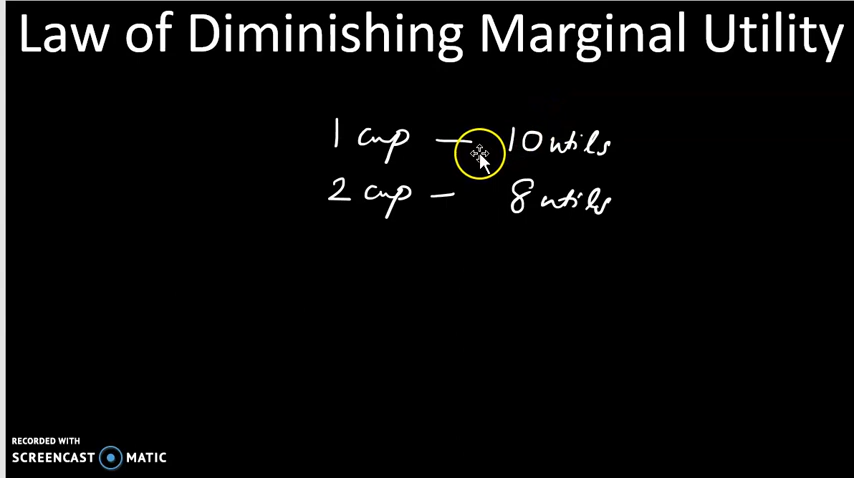 Law of Diminishing Marginal Utility
1 cup — 10 utils
2 cup — 8 utils
RECORDED WITH
SCREENCAST MATIC